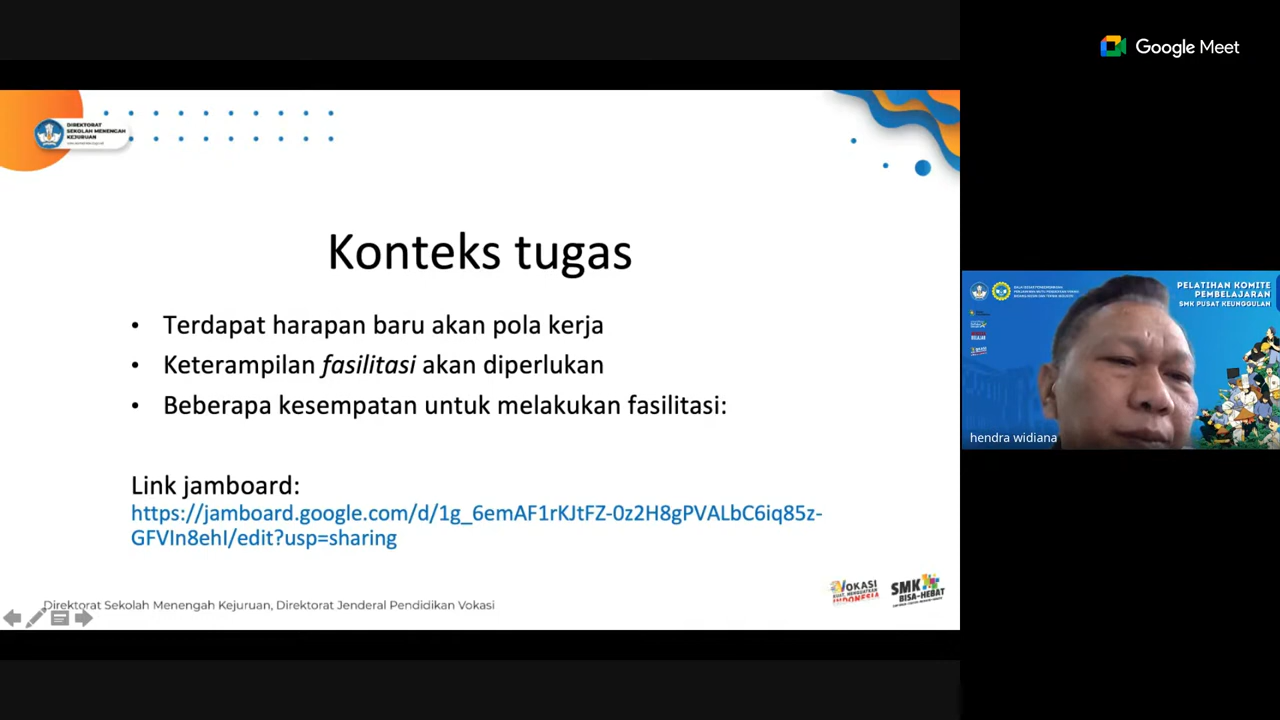 Google Meet
DIREKTORAT
SEKOLAH MENENGAH
KEJURUAN
Konteks tugas
• Terdapat harapan baru akan pola kerja
• Keterampilan fasilitasi akan diperlukan
• Beberapa kesempatan untuk melakukan fasilitasi:
Link jamboard:
https://jamboard.google.com/d/1g_6emAF1rKJtFZ-0z2H8gPVALbC6iq85z-
GFVIn8ehI/edit?usp=sharing
Direktorat Sekolah Menengah Kejuruan, Direktorat Jenderal Pendidikan Vokasi
VOKASI
INDONESIA
SMK
BISA-HEBAT
PELATIHAN KOMITE
PEMBELAJARAN
SMK PUSAT KEUNGGULAN
hendra widiana